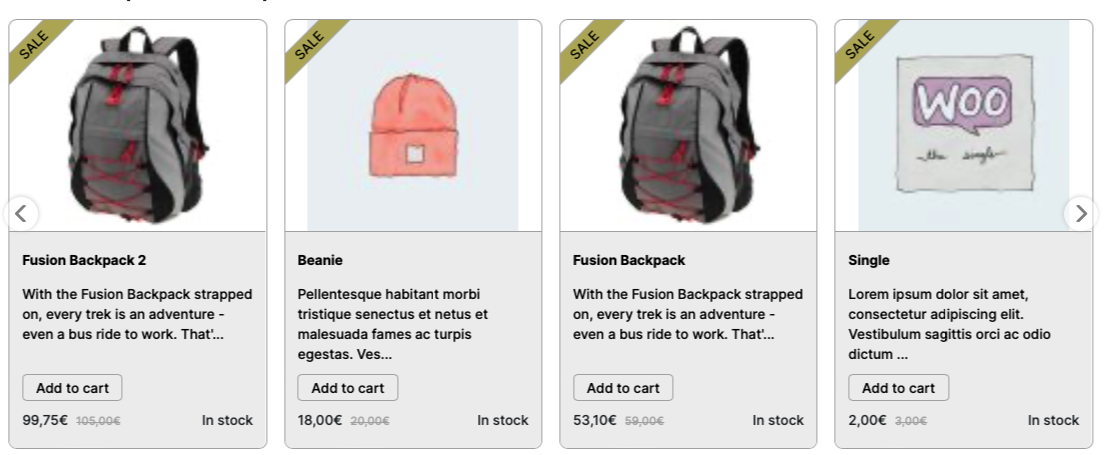 SALE
Fusion Backpack 2
With the Fusion Backpack strapped
on, every trek is an adventure -
even a bus ride to work. That'...
Add to cart
99,75€ 105,00€ In stock
SALE
Beanie
Pellentesque habitant morbi
tristique senectus et netus et
malesuada fames ac turpis
egestas. Ves...
Add to cart
18,00€ 20,00€ In stock
SALE
Fusion Backpack
With the Fusion Backpack strapped
on, every trek is an adventure -
even a bus ride to work. That'...
Add to cart
53,10€ 59,00€ In stock
SALE
WOO
the single
Single
Lorem ipsum dolor sit amet,
consectetur adipiscing elit.
Vestibulum sagittis orci ac odio
dictum ...
Add to cart
2,00€ 3,00€ In stock